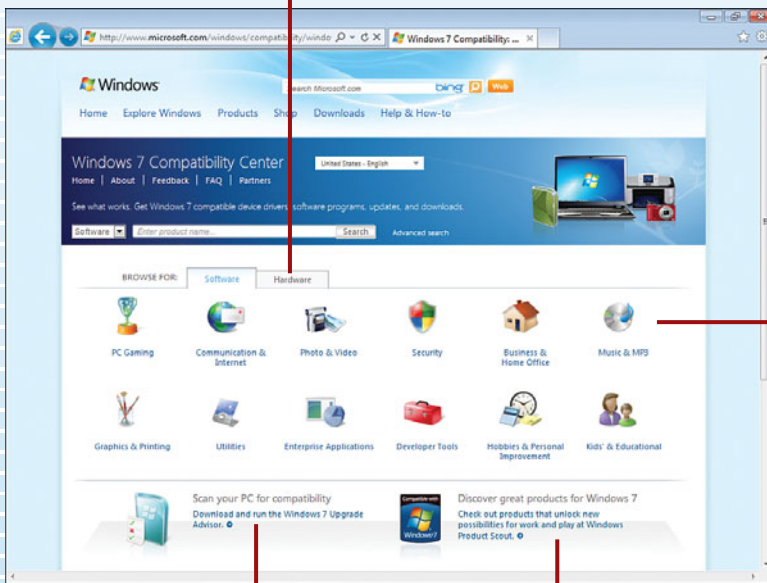 http://www.microsoft.com/windows/compatibility/windo
Windows 7 Compatibility: ...
Windows
Search Microsoft.com
bing
Web
Home Explore Windows Products Shop Downloads Help & How-to
Windows 7 Compatibility Center
United States - English
Home | About | Feedback | FAQ | Partners
See what works. Get Windows 7 compatible device drivers, software programs, updates, and downloads.
Software
Enter product name...
Search
Advanced search
BROWSE FOR:
Software
Hardware
PC Gaming
Communication &
Internet
Photo & Video
Security
Business &
Home Office
Music & MP3
Graphics & Printing
Utilities
Enterprise Applications
Developer Tools
Hobbies & Personal
Improvement
Kids' & Educational
Scan your PC for compatibility
Download and run the Windows 7 Upgrade
Advisor.
Compatible with
Windows 7
Discover great products for Windows 7
Check out products that unlock new
possibilities for work and play at Windows
Product Scout.